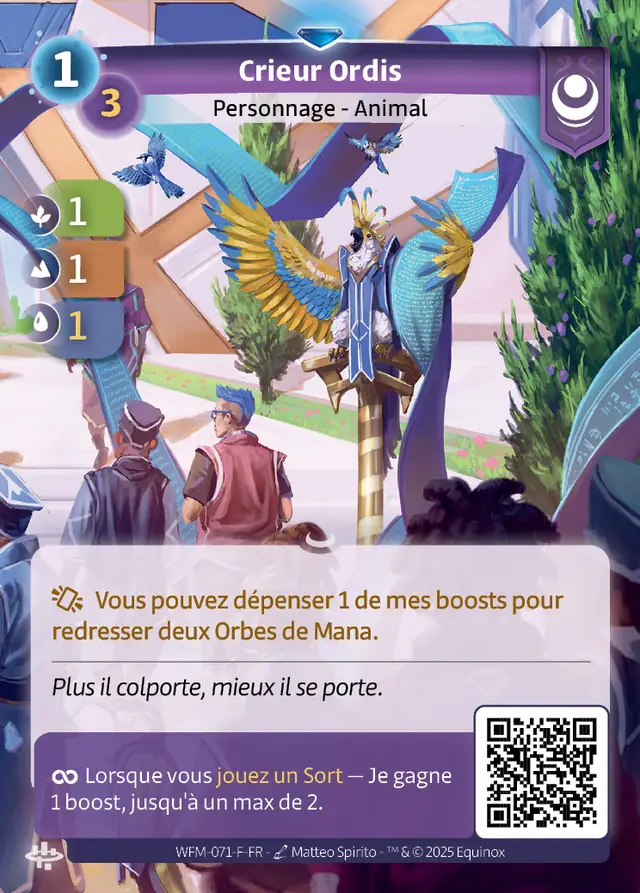 1
3
Crieur Ordis
Personnage - Animal
1
1
1
Vous pouvez dépenser 1 de mes boosts pour
redresser deux Orbes de Mana.
Plus il colporte, mieux il se porte.
∞ Lorsque vous jouez un Sort — Je gagne
1 boost, jusqu'à un max de 2.
WFM-071-F-FR - Matteo Spirito - ™ & © 2025 Equinox